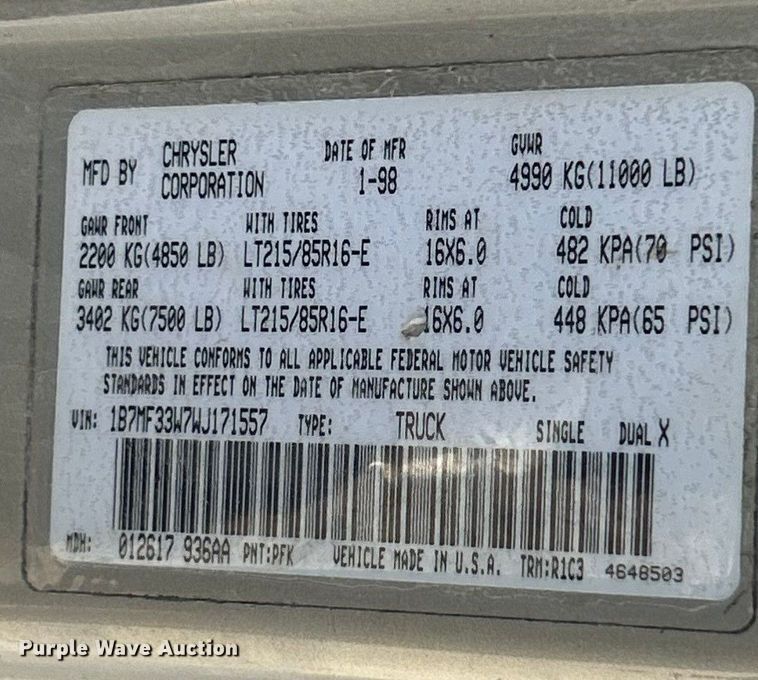 MFD BY CHRYSLER CORPORATION DATE OF MFR 1-98 GVWR 4990 KG(11000 LB)
GAWR FRONT WITH TIRES RIMS AT COLD
2200 KG(4850 LB) LT215/85R16-E 16X6.0 482 KPA(70 PSI)
GAWR REAR WITH TIRES RIMS AT COLD
3402 KG(7500 LB) LT215/85R16-E 16X6.0 448 KPA(65 PSI)
THIS VEHICLE CONFORMS TO ALL APPLICABLE FEDERAL MOTOR VEHICLE SAFETY
STANDARDS IN EFFECT ON THE DATE OF MANUFACTURE SHOWN ABOVE.
VIN: 1B7MF33W7WJ171557 TYPE: TRUCK SINGLE DUAL X
MDH: 012617 936AA PNT:PFK VEHICLE MADE IN U.S.A. TRM:R1C3 4648503
Purple Wave Auction